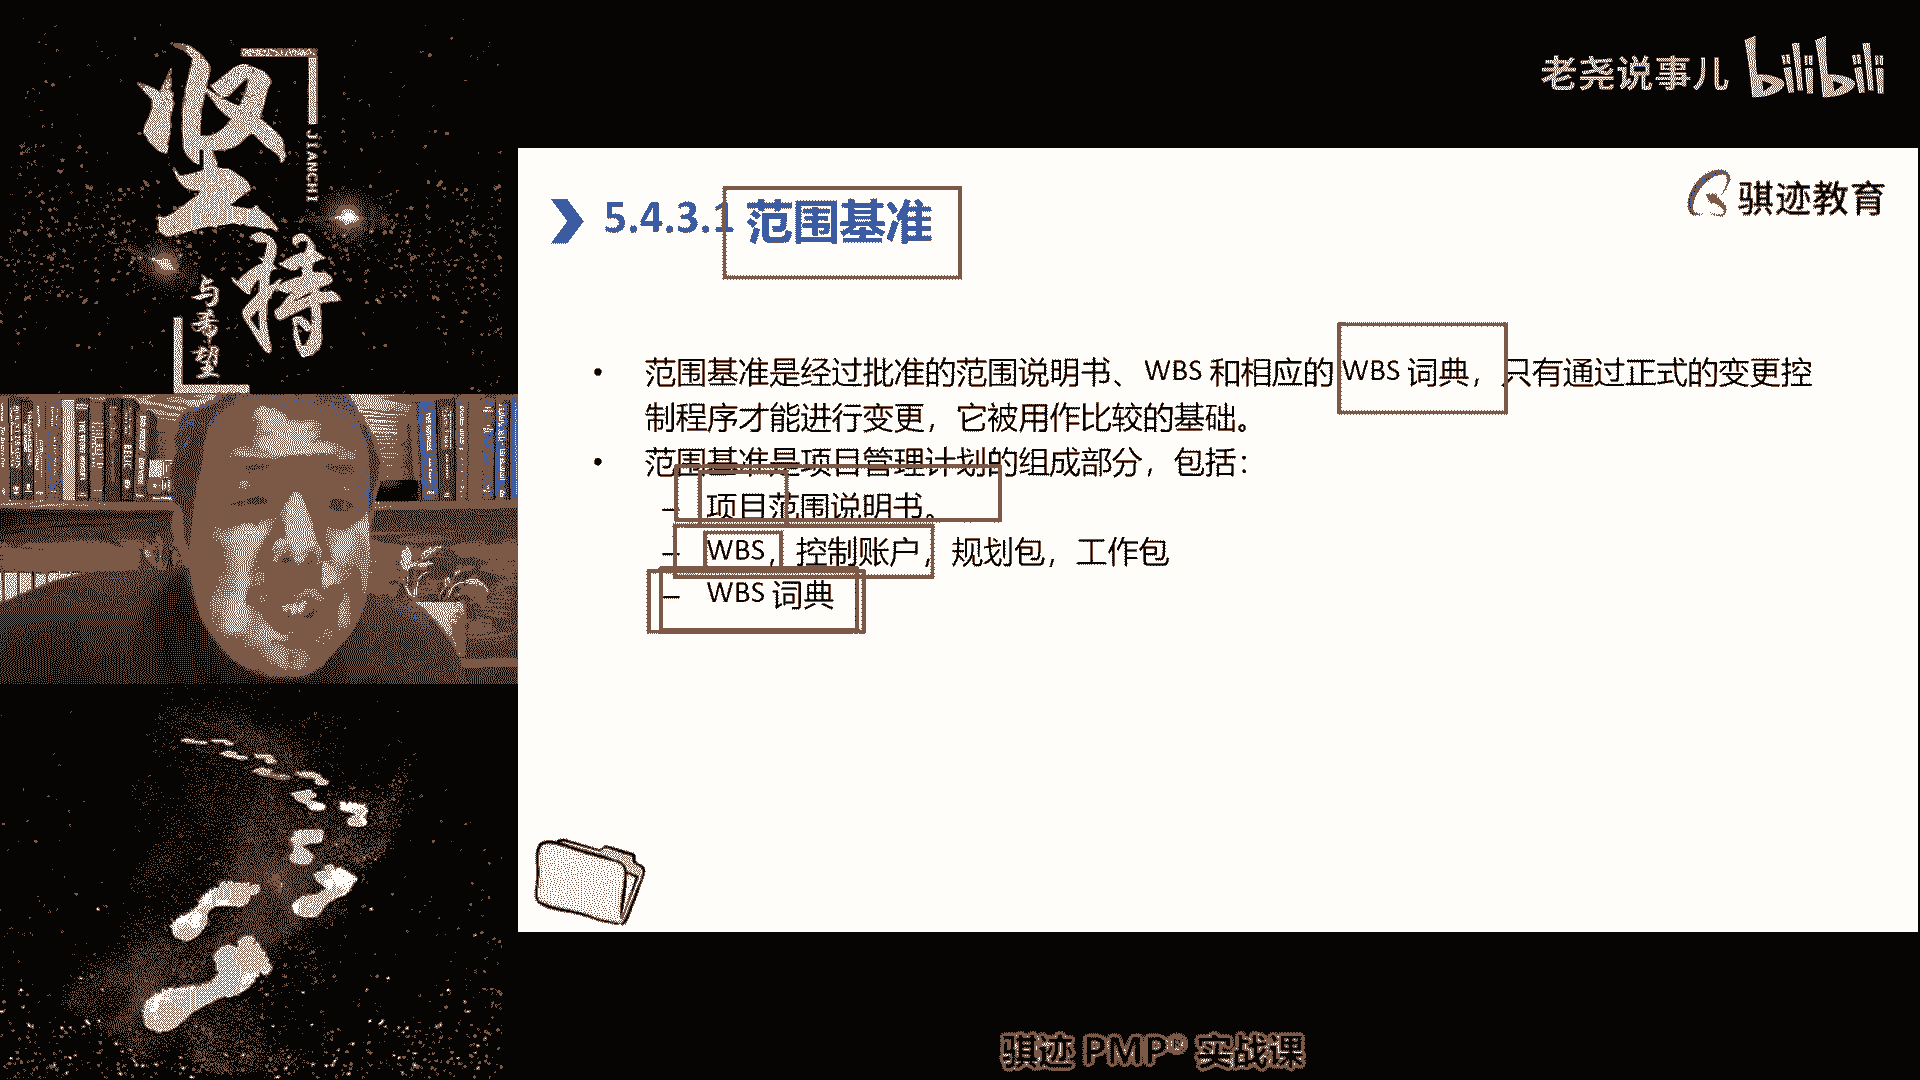 坚持
JIANCHI
与希望
老尧说事儿 bilibili
骐迹教育
5.4.3.1 范围基准
• 范围基准是经过批准的范围说明书、WBS 和相应的 WBS 词典，只有通过正式的变更控
制程序才能进行变更，它被用作比较的基础。
• 范围基准是项目管理计划的组成部分，包括：
– 项目范围说明书。
– WBS，控制账户，规划包，工作包
– WBS 词典
骐迹 PMP® 实战课